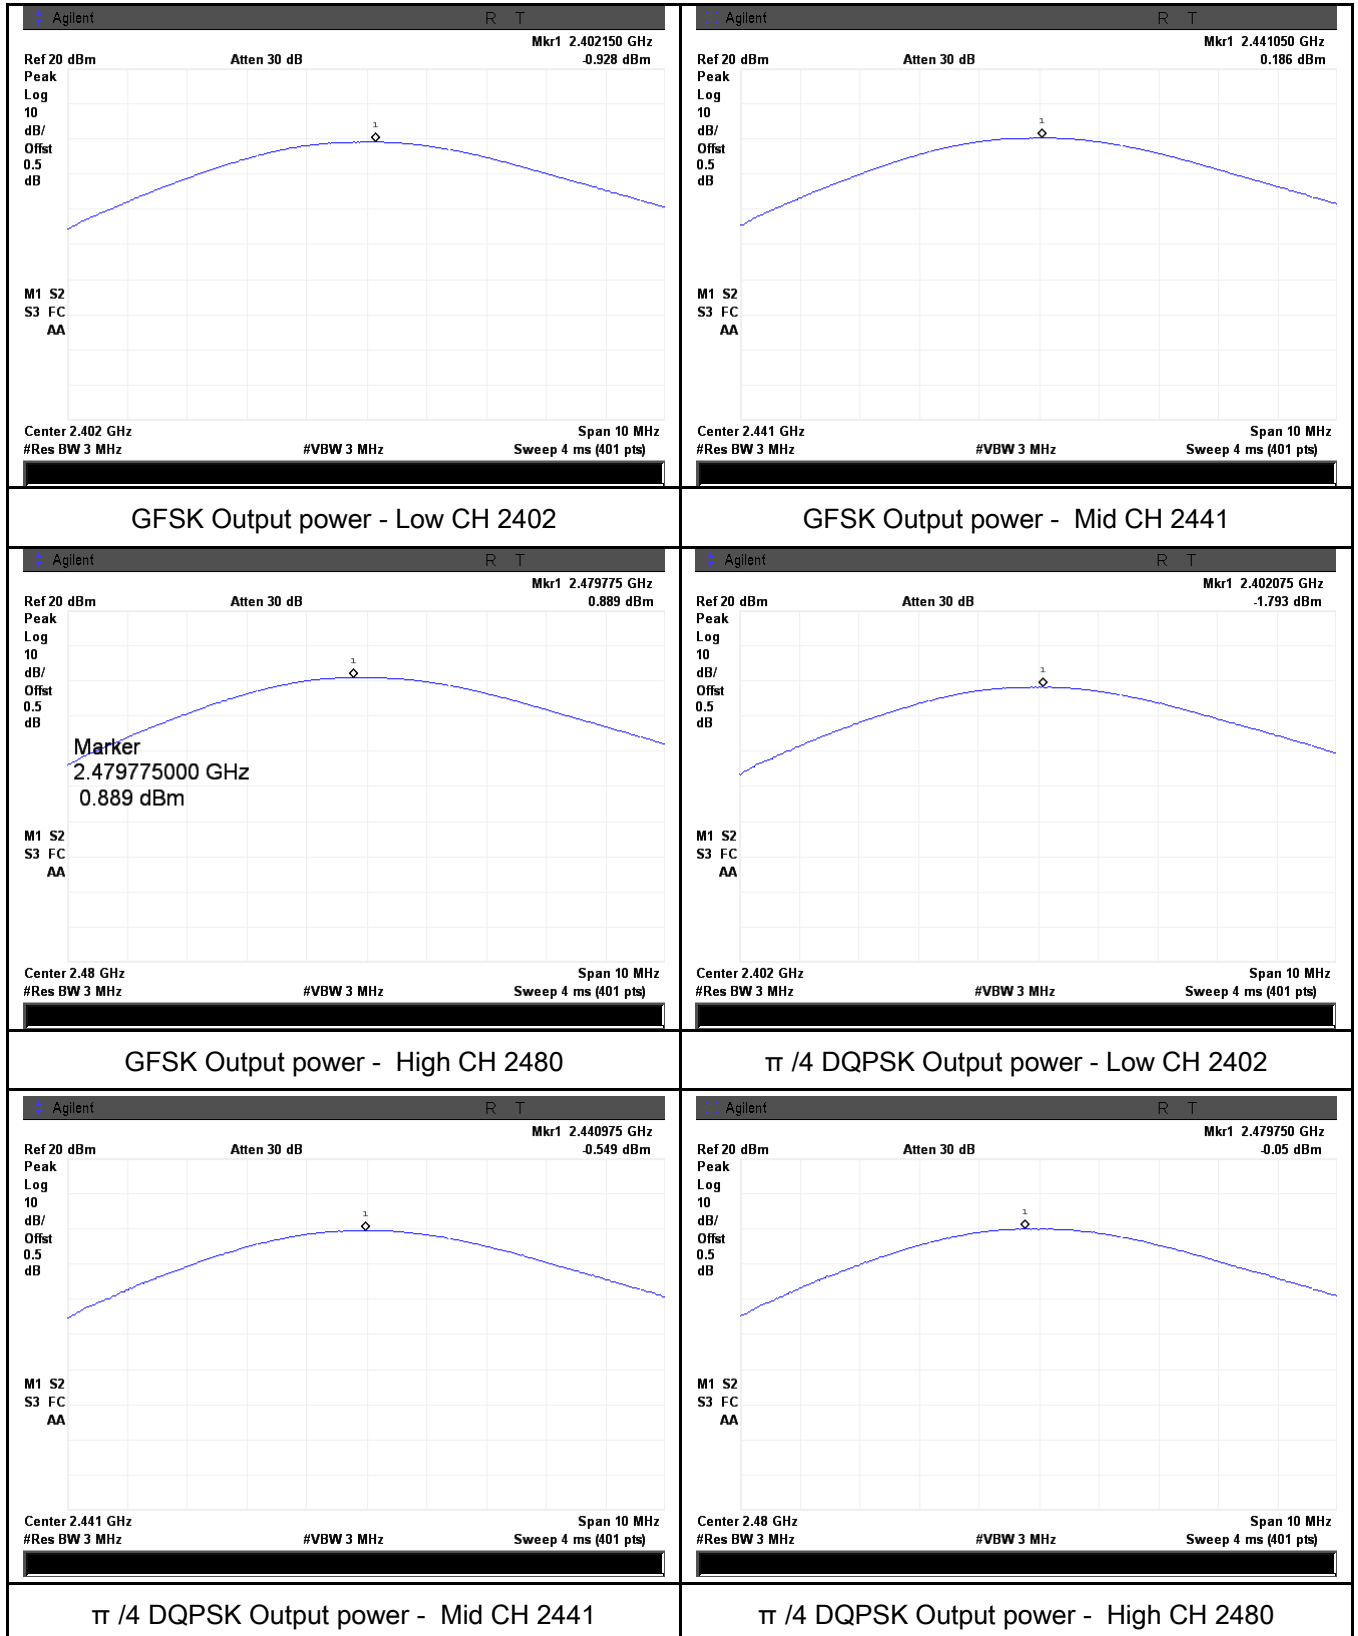 Agilent R T
Mkr1 2.402150 GHz
Ref 20 dBm Atten 30 dB -0.928 dBm
Peak
Log
10
dB/
Offst
0.5
dB
1
M1 S2
S3 FC
AA
Center 2.402 GHz Span 10 MHz
#Res BW 3 MHz #VBW 3 MHz Sweep 4 ms (401 pts)
GFSK Output power - Low CH 2402
Agilent R T
Mkr1 2.441050 GHz
Ref 20 dBm Atten 30 dB 0.186 dBm
Peak
Log
10
dB/
Offst
0.5
dB
1
M1 S2
S3 FC
AA
Center 2.441 GHz Span 10 MHz
#Res BW 3 MHz #VBW 3 MHz Sweep 4 ms (401 pts)
GFSK Output power - Mid CH 2441
Agilent R T
Mkr1 2.479775 GHz
Ref 20 dBm Atten 30 dB 0.889 dBm
Peak
Log
10
dB/
Offst
0.5
dB
1
Marker
2.479775000 GHz
0.889 dBm
M1 S2
S3 FC
AA
Center 2.48 GHz Span 10 MHz
#Res BW 3 MHz #VBW 3 MHz Sweep 4 ms (401 pts)
GFSK Output power - High CH 2480
Agilent R T
Mkr1 2.402075 GHz
Ref 20 dBm Atten 30 dB -1.793 dBm
Peak
Log
10
dB/
Offst
0.5
dB
1
M1 S2
S3 FC
AA
Center 2.402 GHz Span 10 MHz
#Res BW 3 MHz #VBW 3 MHz Sweep 4 ms (401 pts)
π /4 DQPSK Output power - Low CH 2402
Agilent R T
Mkr1 2.440975 GHz
Ref 20 dBm Atten 30 dB -0.549 dBm
Peak
Log
10
dB/
Offst
0.5
dB
1
M1 S2
S3 FC
AA
Center 2.441 GHz Span 10 MHz
#Res BW 3 MHz #VBW 3 MHz Sweep 4 ms (401 pts)
π /4 DQPSK Output power - Mid CH 2441
Agilent R T
Mkr1 2.479750 GHz
Ref 20 dBm Atten 30 dB -0.05 dBm
Peak
Log
10
dB/
Offst
0.5
dB
1
M1 S2
S3 FC
AA
Center 2.48 GHz Span 10 MHz
#Res BW 3 MHz #VBW 3 MHz Sweep 4 ms (401 pts)
π /4 DQPSK Output power - High CH 2480